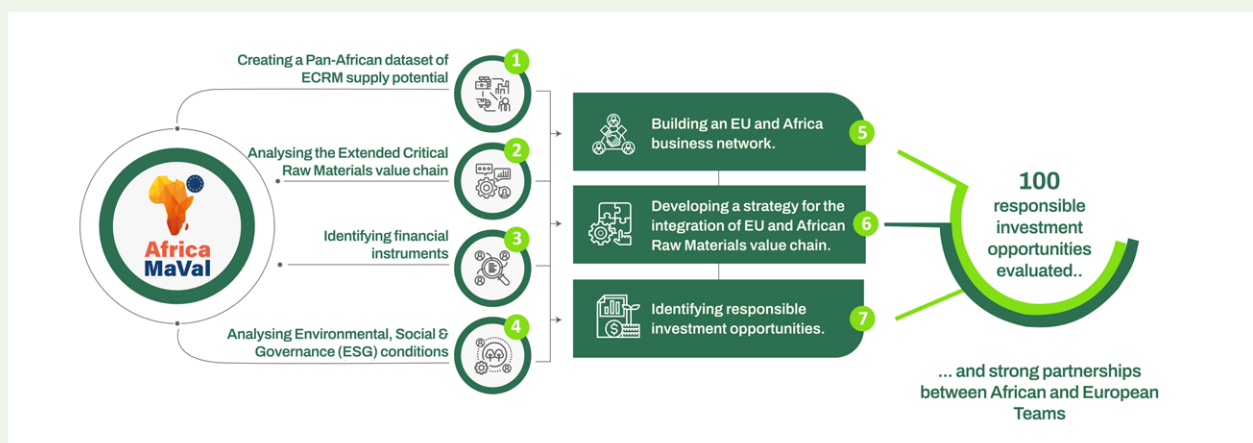 Creating a Pan-African dataset of
ECRM supply potential
1
Analysing the Extended Critical
Raw Materials value chain
2
Identifying financial
instruments
3
Analysing Environmental, Social &
Governance (ESG) conditions
4
Africa
MaVal
Building an EU and Africa
business network.
5
Developing a strategy for the
integration of EU and African
Raw Materials value chain.
6
Identifying responsible
investment opportunities.
7
100
responsible
investment
opportunities
evaluated..
... and strong partnerships
between African and European
Teams